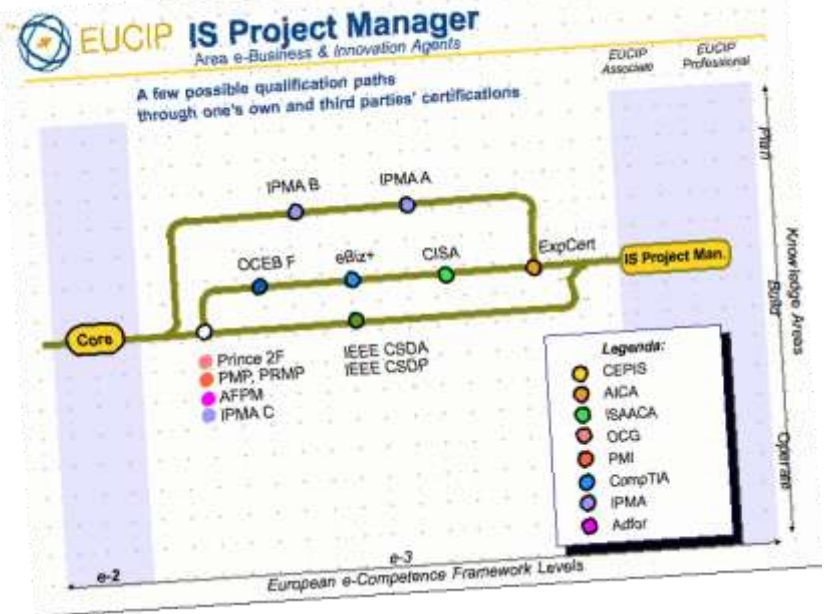 EUCIP IS Project Manager
Area e-Business & Innovation Agents
EUCIP Associate
EUCIP Professional
A few possible qualification paths
through one's own and third parties' certifications
Plan
IPMA B
IPMA A
OCEB F
eBiz+
CISA
ExpCert
IS Project Man.
Knowledge Areas
Build
Core
Prince 2F
PMP, PRMP
AFPM
IPMA C
IEEE CSDA
IEEE CSDP
Legenda:
CEPIS
AICA
ISAACA
OCG
PMI
CompTIA
IPMA
Adfor
Operate
e-2
e-3
European e-Competence Framework Levels